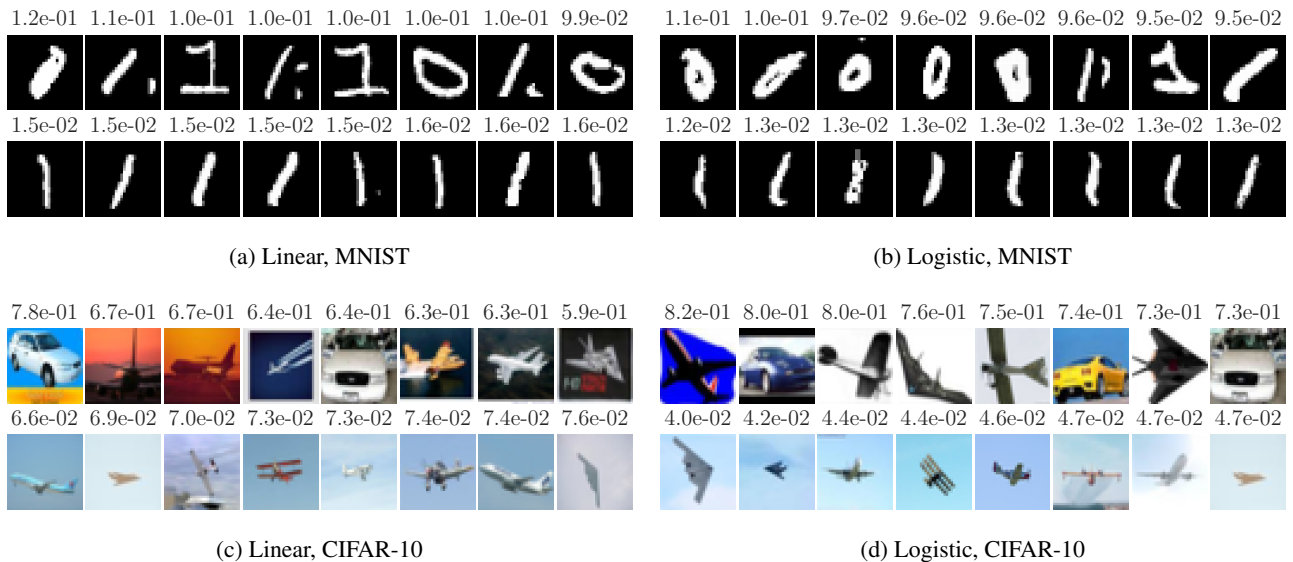 1.2e-01 1.1e-01 1.0e-01 1.0e-01 1.0e-01 1.0e-01 1.0e-01 9.9e-02
1.5e-02 1.5e-02 1.5e-02 1.5e-02 1.5e-02 1.6e-02 1.6e-02 1.6e-02
(a) Linear, MNIST
1.1e-01 1.0e-01 9.7e-02 9.6e-02 9.6e-02 9.6e-02 9.5e-02 9.5e-02
1.2e-02 1.3e-02 1.3e-02 1.3e-02 1.3e-02 1.3e-02 1.3e-02 1.3e-02
(b) Logistic, MNIST
7.8e-01 6.7e-01 6.7e-01 6.4e-01 6.4e-01 6.3e-01 6.3e-01 5.9e-01
6.6e-02 6.9e-02 7.0e-02 7.3e-02 7.3e-02 7.4e-02 7.4e-02 7.6e-02
(c) Linear, CIFAR-10
8.2e-01 8.0e-01 8.0e-01 7.6e-01 7.5e-01 7.4e-01 7.3e-01 7.3e-01
4.0e-02 4.2e-02 4.4e-02 4.4e-02 4.6e-02 4.7e-02 4.7e-02 4.7e-02
(d) Logistic, CIFAR-10